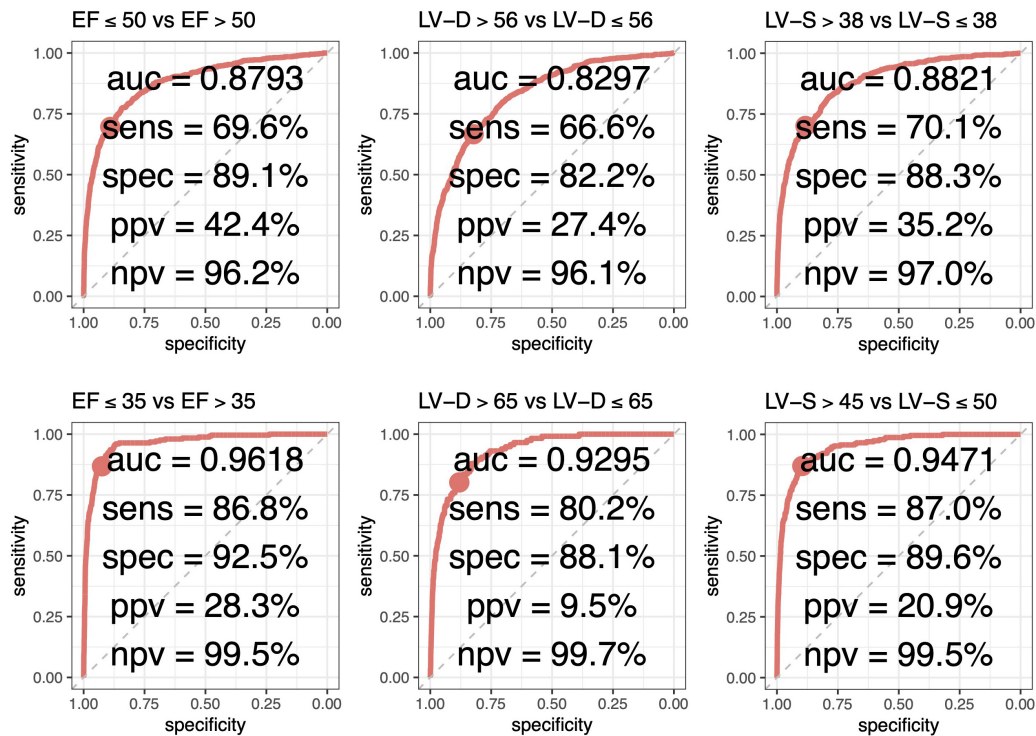 EF ≤ 50 vs EF > 50
sensitivity
1.00
0.75
0.50
0.25
0.00
auc = 0.8793
sens = 69.6%
spec = 89.1%
ppv = 42.4%
npv = 96.2%
1.00 0.75 0.50 0.25 0.00
specificity
LV−D > 56 vs LV−D ≤ 56
sensitivity
1.00
0.75
0.50
0.25
0.00
auc = 0.8297
sens = 66.6%
spec = 82.2%
ppv = 27.4%
npv = 96.1%
1.00 0.75 0.50 0.25 0.00
specificity
LV−S > 38 vs LV−S ≤ 38
sensitivity
1.00
0.75
0.50
0.25
0.00
auc = 0.8821
sens = 70.1%
spec = 88.3%
ppv = 35.2%
npv = 97.0%
1.00 0.75 0.50 0.25 0.00
specificity
EF ≤ 35 vs EF > 35
sensitivity
1.00
0.75
0.50
0.25
0.00
auc = 0.9618
sens = 86.8%
spec = 92.5%
ppv = 28.3%
npv = 99.5%
1.00 0.75 0.50 0.25 0.00
specificity
LV−D > 65 vs LV−D ≤ 65
sensitivity
1.00
0.75
0.50
0.25
0.00
auc = 0.9295
sens = 80.2%
spec = 88.1%
ppv = 9.5%
npv = 99.7%
1.00 0.75 0.50 0.25 0.00
specificity
LV−S > 45 vs LV−S ≤ 50
sensitivity
1.00
0.75
0.50
0.25
0.00
auc = 0.9471
sens = 87.0%
spec = 89.6%
ppv = 20.9%
npv = 99.5%
1.00 0.75 0.50 0.25 0.00
specificity